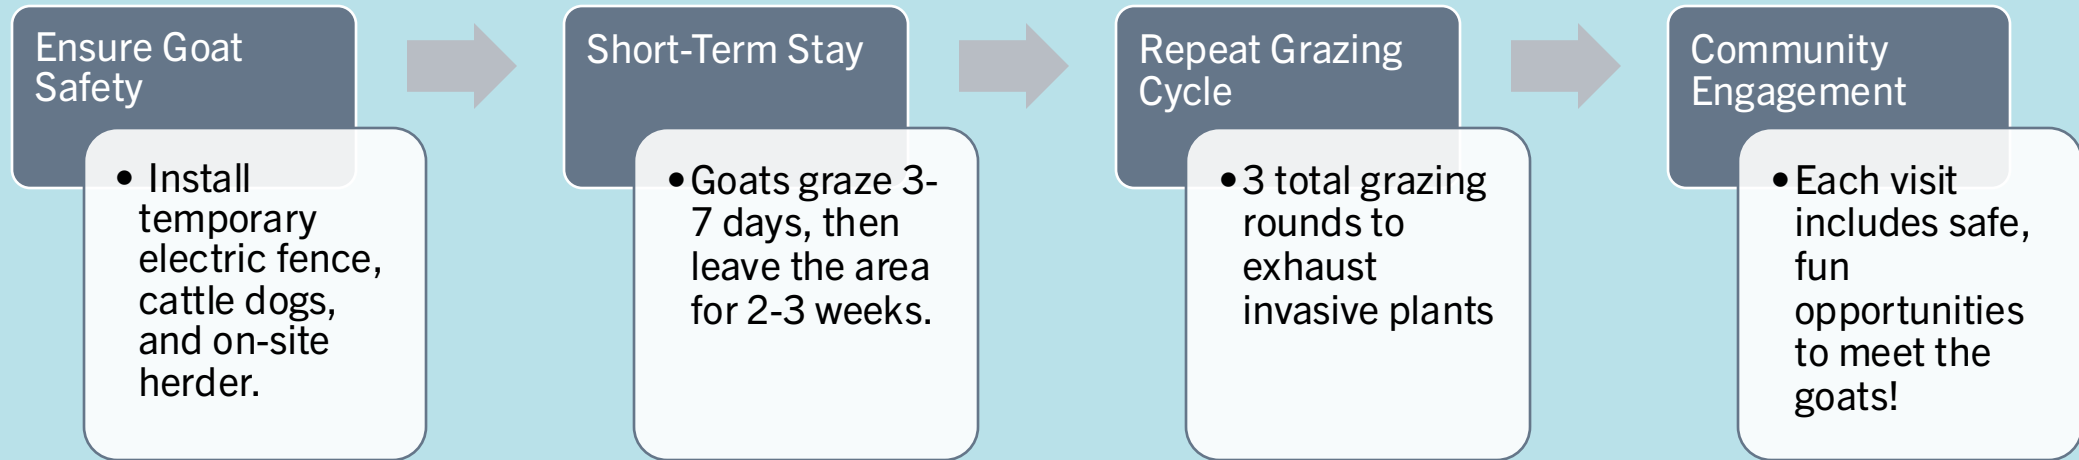 Ensure Goat
Safety
• Install
temporary
electric fence,
cattle dogs,
and on-site
herder.
Short-Term Stay
•Goats graze 3-
7 days, then
leave the area
for 2-3 weeks.
Repeat Grazing
Cycle
•3 total grazing
rounds to
exhaust
invasive plants
Community
Engagement
•Each visit
includes safe,
fun
opportunities
to meet the
goats!